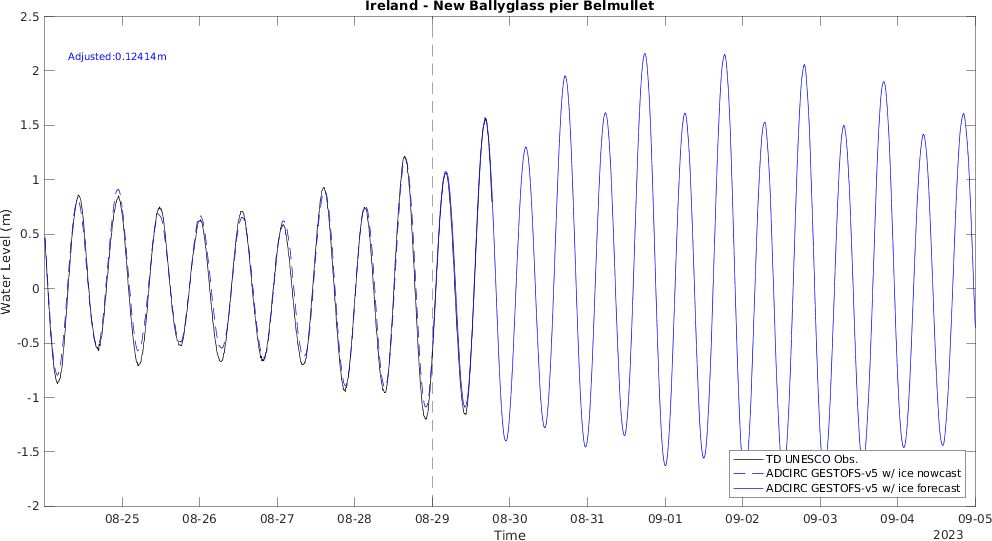 Ireland - New Ballyglass pier Belmullet
Adjusted:0.12414m
Water Level (m)
2.5
2
1.5
1
0.5
0
-0.5
-1
-1.5
-2
TD UNESCO Obs.
ADCIRC GESTOFS-v5 w/ ice nowcast
ADCIRC GESTOFS-v5 w/ ice forecast
08-25 08-26 08-27 08-28 08-29 08-30 08-31 09-01 09-02 09-03 09-04 09-05
Time
2023